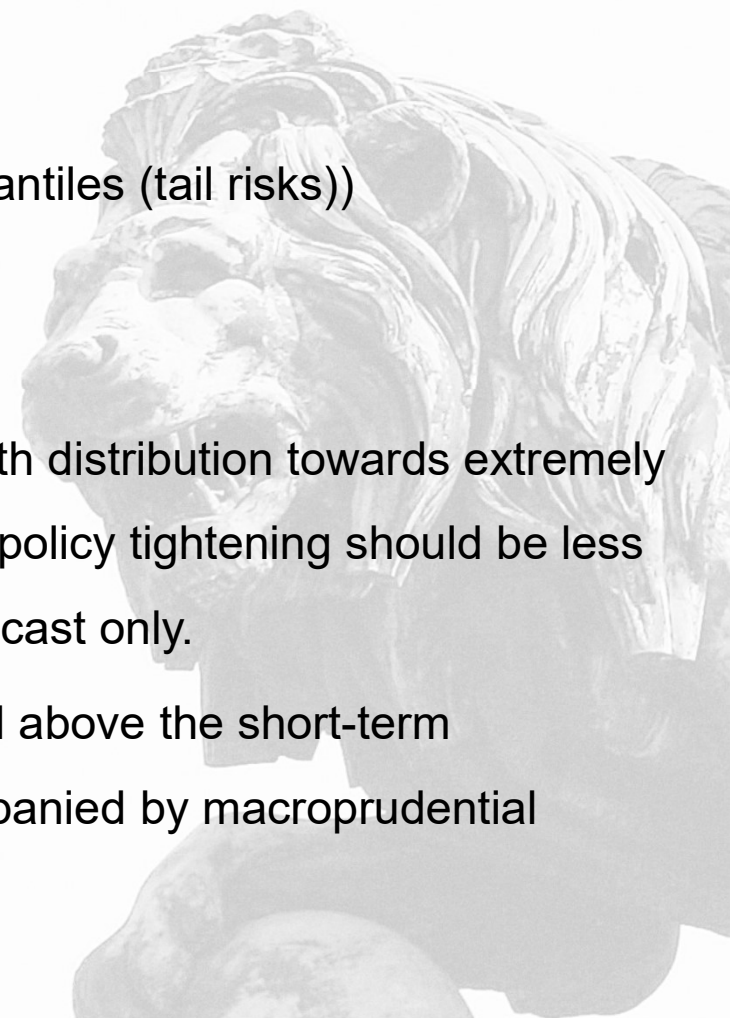 antiles (tail risks))
th distribution towards extremely
policy tightening should be less
cast only.
l above the short-term
panied by macroprudential